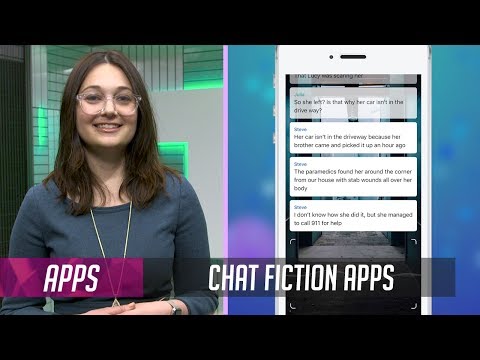 that Lucy was scaring her
Julia
So she left? Is that why her car isn't in the
drive way?
Steve
Her car isn't in the driveway because her
brother came and picked it up an hour ago
Steve
The paramedics found her around the corner
from our house with stab wounds all over her
body
Steve
I don't know how she did it, but she managed
to call 911 for help
APPS
CHAT FICTION APPS